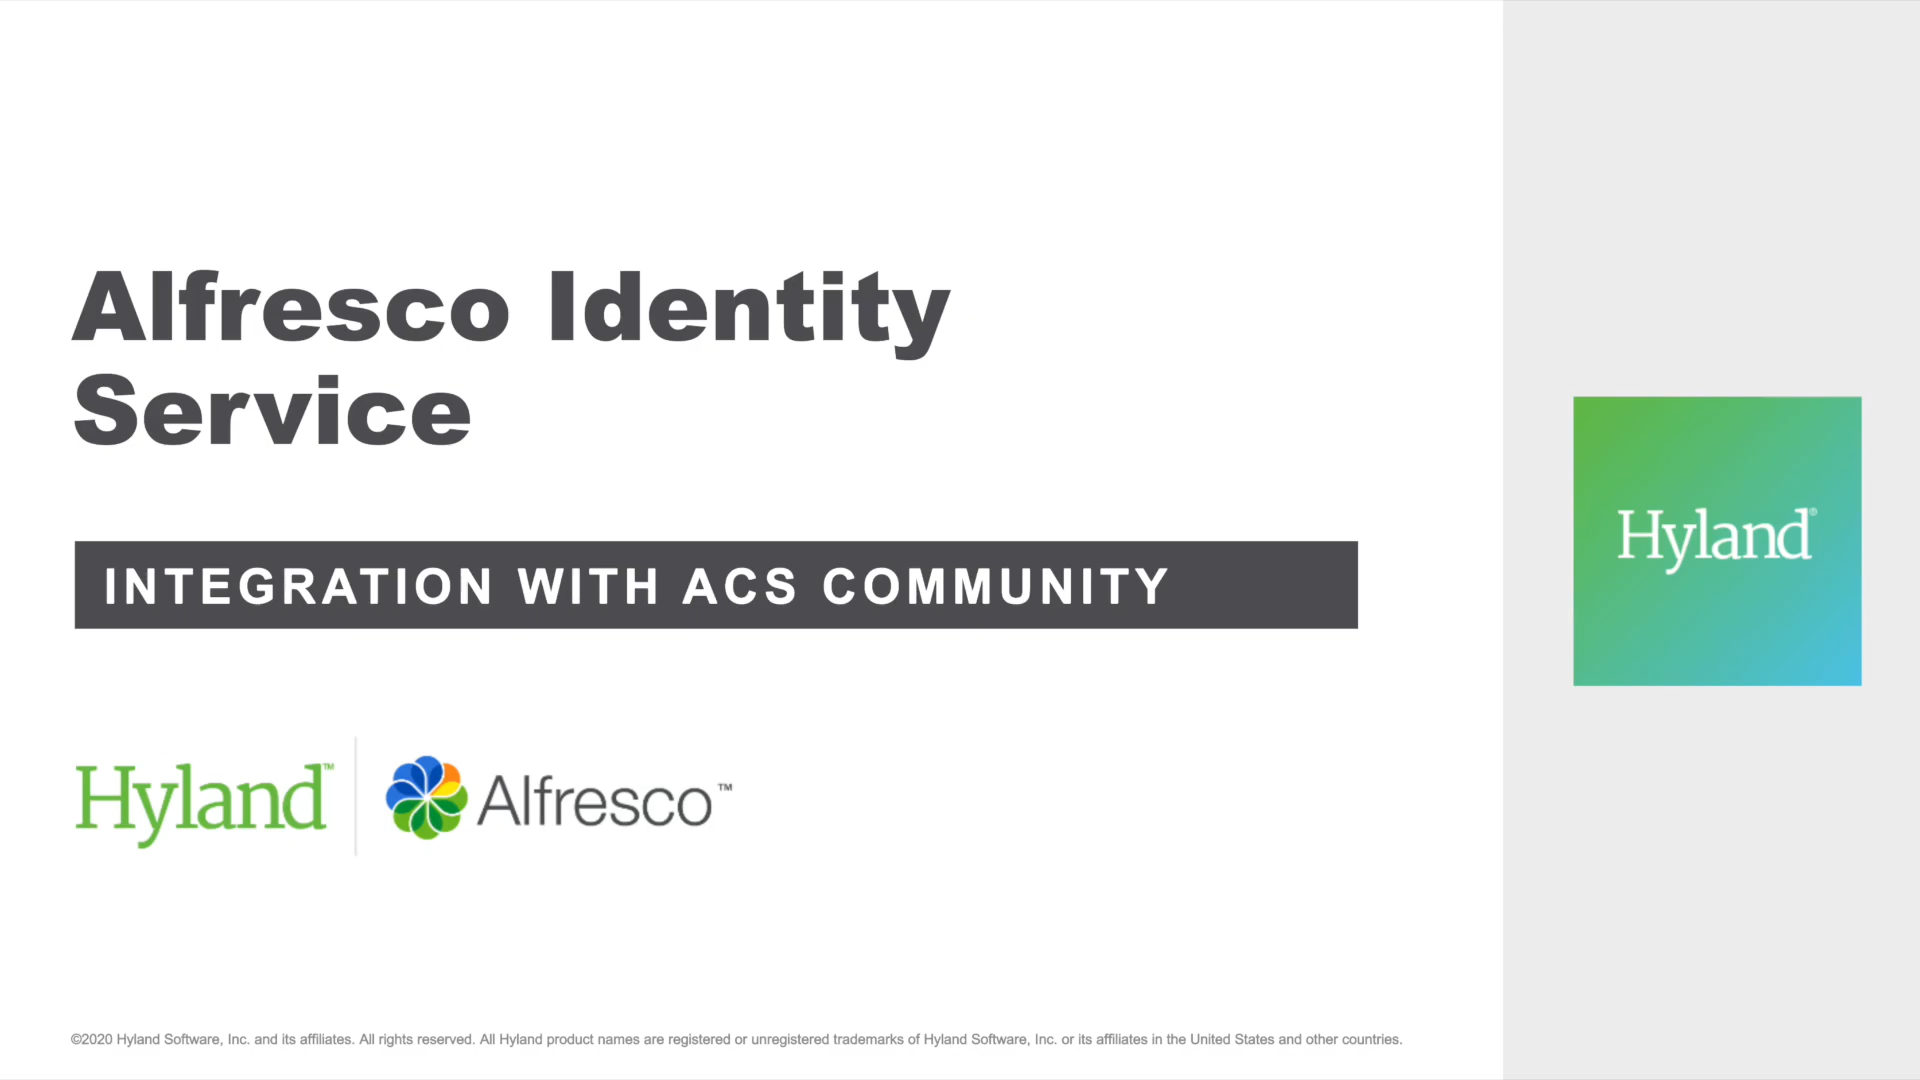 Alfresco Identity
Service
INTEGRATION WITH ACS COMMUNITY
Hyland™
Alfresco™
Hyland®
©2020 Hyland Software, Inc. and its affiliates. All rights reserved. All Hyland product names are registered or unregistered trademarks of Hyland Software, Inc. or its affiliates in the United States and other countries.